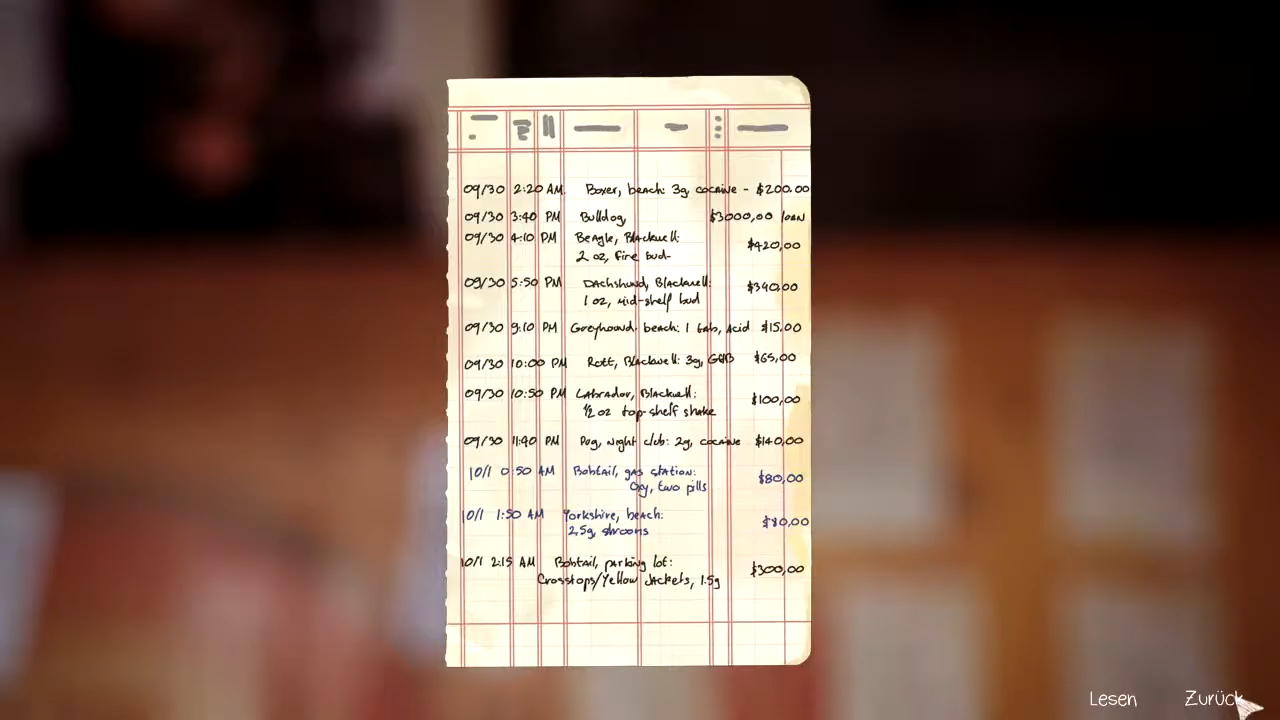 09/30 2:20 AM. Boxer, beach: 3g, cocaine - $200.00
09/30 3:40 PM Bulldog, $3000,00 loan
09/30 4:10 PM Beagle, Blackwell: $420,00
2 oz, fire bud-
09/30 5:50 PM Dachshund, Blackwell: $340,00
1 oz, mid-shelf bud
09/30 9:10 PM Greyhound, beach: 1 tab, Acid $15.00
09/30 10:00 PM Rott, Blackwell: 3g, GHB $65,00
09/30 10:50 PM Labrador, Blackwell: $100,00
1/2 oz top-shelf shake
09/30 11:40 PM Pug, night club: 2g, cocaine $140,00
10/1 0:50 AM Bobtail, gas station: $80,00
Oxy, two pills
10/1 1:50 AM Yorkshire, beach:
2,5g, shrooms
10/1 2:15 AM Bobtail, parking lot: $300,00
Crosstops/Yellow Jackets, 1.5g
Lesen Zurück